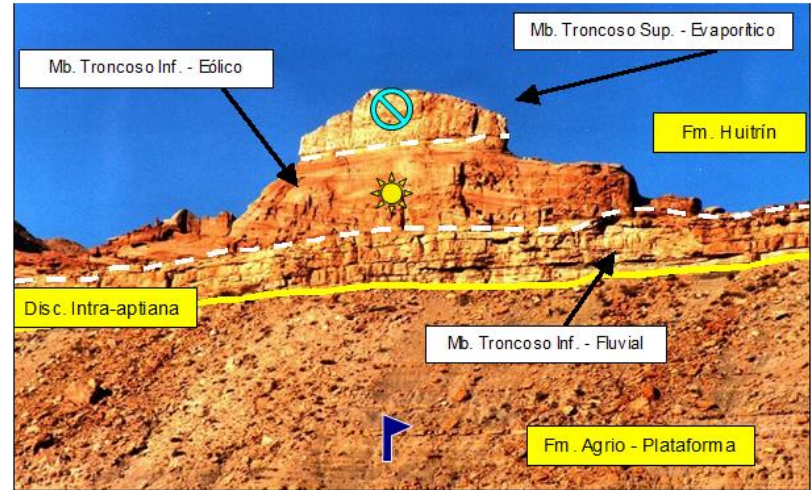 Mb. Troncoso Sup. - Evaporítico
Mb. Troncoso Inf. - Eólico
Fm. Huitrín
Disc. Intra-aptiana
Mb. Troncoso Inf. - Fluvial
Fm. Agrio - Plataforma